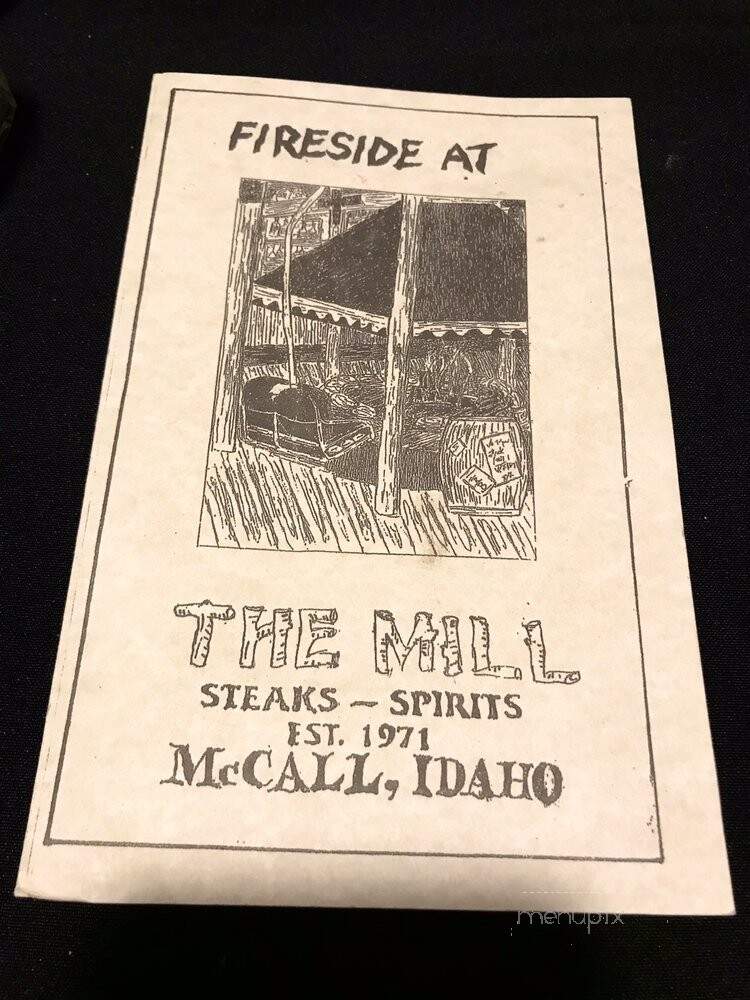 FIRESIDE AT
THE MILL
STEAKS — SPIRITS
EST. 1971
McCALL, IDAHO
menupix